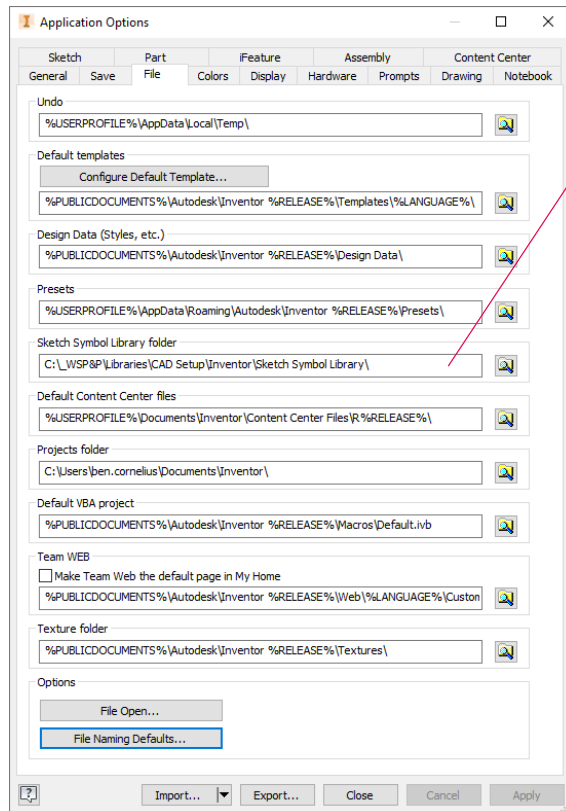 Application Options
Sketch Part iFeature Assembly Content Center
General Save File Colors Display Hardware Prompts Drawing Notebook
Undo
%USERPROFILE%\AppData\Local\Temp\
Default templates
Configure Default Template...
%PUBLICDOCUMENTS%\Autodesk\Inventor %RELEASE%\Templates\%LANGUAGE%\
Design Data (Styles, etc.)
%PUBLICDOCUMENTS%\Autodesk\Inventor %RELEASE%\Design Data\
Presets
%USERPROFILE%\AppData\Roaming\Autodesk\Inventor %RELEASE%\Presets\
Sketch Symbol Library folder
C:\_WSP&P\Libraries\CAD Setup\Inventor\Sketch Symbol Library\
Default Content Center files
%USERPROFILE%\Documents\Inventor\Content Center Files\R%RELEASE%\
Projects folder
C:\Users\ben.cornelius\Documents\Inventor\
Default VBA project
%PUBLICDOCUMENTS%\Autodesk\Inventor %RELEASE%\Macros\Default.ivb
Team WEB
Make Team Web the default page in My Home
%PUBLICDOCUMENTS%\Autodesk\Inventor %RELEASE%\Web\%LANGUAGE%\Custon
Texture folder
%PUBLICDOCUMENTS%\Autodesk\Inventor %RELEASE%\Textures\
Options
File Open...
File Naming Defaults...
? Import... Export... Close Cancel Apply